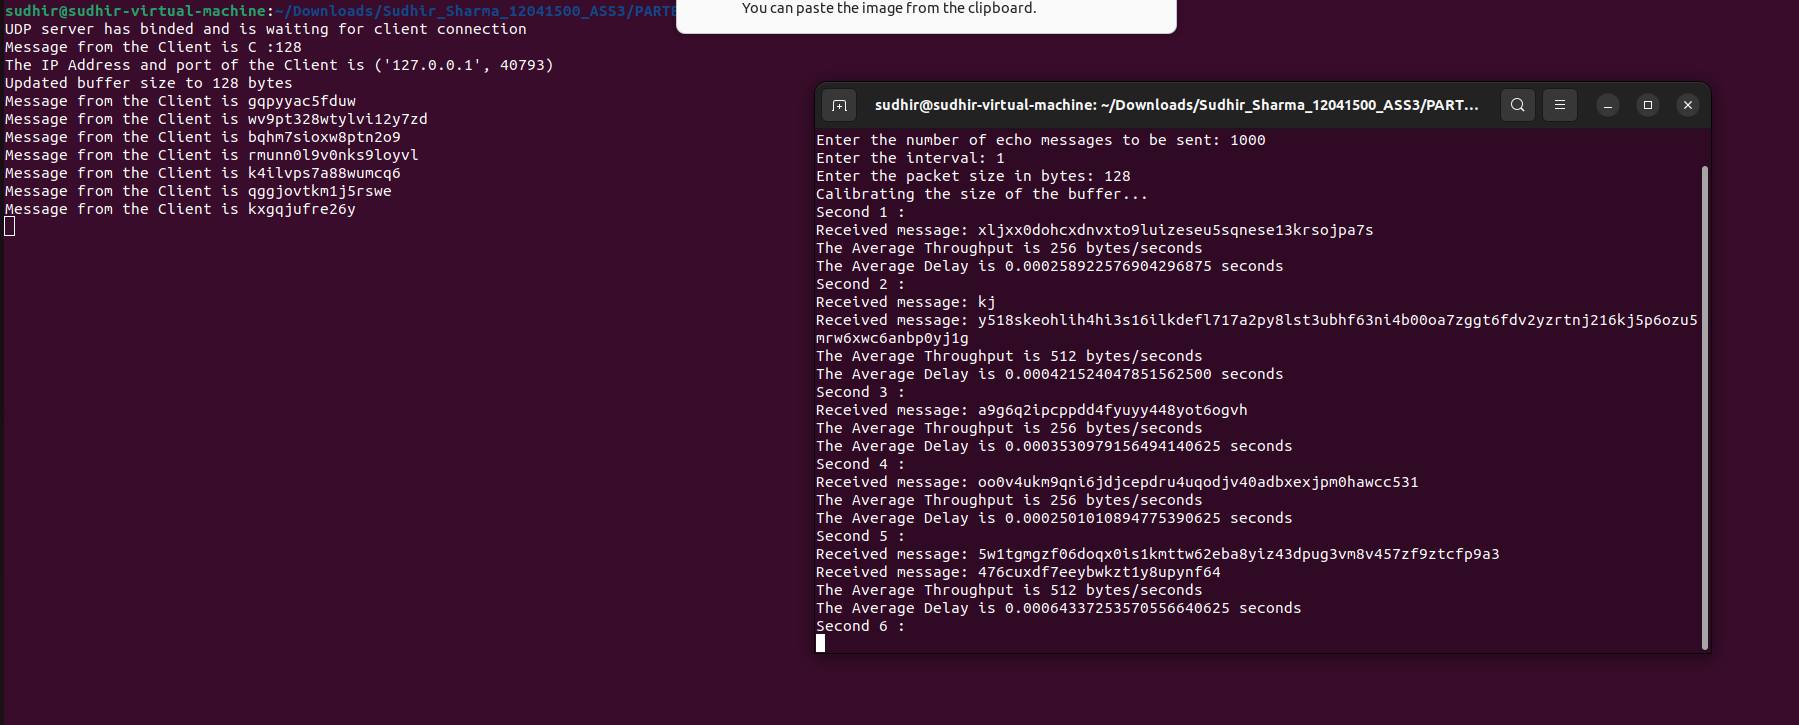 sudhir@sudhir-virtual-machine:~/Downloads/Sudhir_Sharma_12041500_ASS3/PART
UDP server has binded and is waiting for client connection
Message from the Client is C :128
The IP Address and port of the Client is ('127.0.0.1', 40793)
Updated buffer size to 128 bytes
Message from the Client is gqpyyac5fduw
Message from the Client is wv9pt328wtylvi12y7zd
Message from the Client is bqhm7sioxw8ptn2o9
Message from the Client is rmunn0l9v0nks9loyvl
Message from the Client is k4ilvps7a88wumcq6
Message from the Client is qggjovtkm1j5rswe
Message from the Client is kxgqjufre26y
You can paste the image from the clipboard.
sudhir@sudhir-virtual-machine: ~/Downloads/Sudhir_Sharma_12041500_ASS3/PART...
Enter the number of echo messages to be sent: 1000
Enter the interval: 1
Enter the packet size in bytes: 128
Calibrating the size of the buffer...
Second 1 :
Received message: xljxx0dohcxdnvxto9luizeseu5sqnese13krsojpa7s
The Average Throughput is 256 bytes/seconds
The Average Delay is 0.000258922576904296875 seconds
Second 2 :
Received message: kj
Received message: y518skeohlih4hi3s16ilkdefl717a2py8lst3ubhf63ni4b00oa7zggt6fdv2yzrtnj216kj5p6ozu5
mrw6xwc6anbp0yj1g
The Average Throughput is 512 bytes/seconds
The Average Delay is 0.000421524047851562500 seconds
Second 3 :
Received message: a9g6q2ipcppdd4fyuyy448yot6ogvh
The Average Throughput is 256 bytes/seconds
The Average Delay is 0.0003530979156494140625 seconds
Second 4 :
Received message: oo0v4ukm9qni6jdjcepdru4uqodjv40adbxexjpm0hawcc531
The Average Throughput is 256 bytes/seconds
The Average Delay is 0.0002501010894775390625 seconds
Second 5 :
Received message: 5w1tgmgzf06doqx0is1kmttw62eba8yiz43dpug3vm8v457zf9ztcfp9a3
Received message: 476cuxdf7eeybwkzt1y8upynf64
The Average Throughput is 512 bytes/seconds
The Average Delay is 0.00064337253570556640625 seconds
Second 6 :